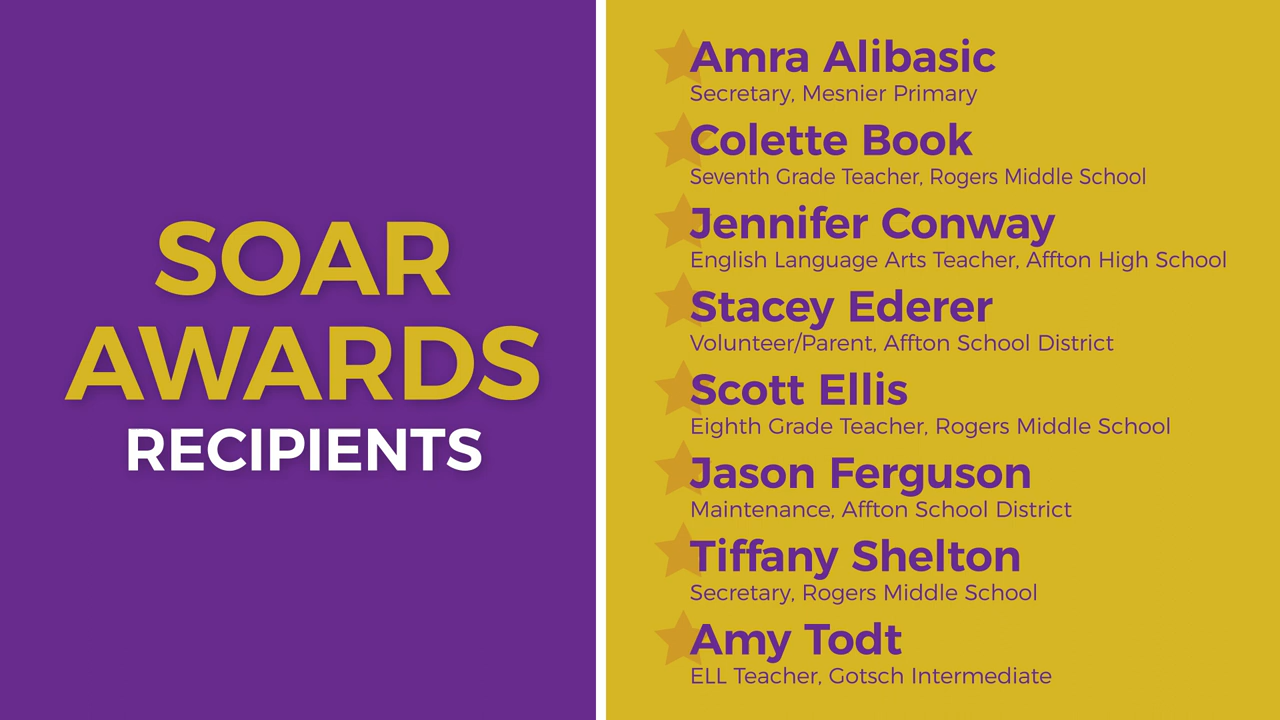 SOAR
AWARDS
RECIPIENTS
Amra Alibasic
Secretary, Mesnier Primary
Colette Book
Seventh Grade Teacher, Rogers Middle School
Jennifer Conway
English Language Arts Teacher, Affton High School
Stacey Ederer
Volunteer/Parent, Affton School District
Scott Ellis
Eighth Grade Teacher, Rogers Middle School
Jason Ferguson
Maintenance, Affton School District
Tiffany Shelton
Secretary, Rogers Middle School
Amy Todt
ELL Teacher, Gotsch Intermediate